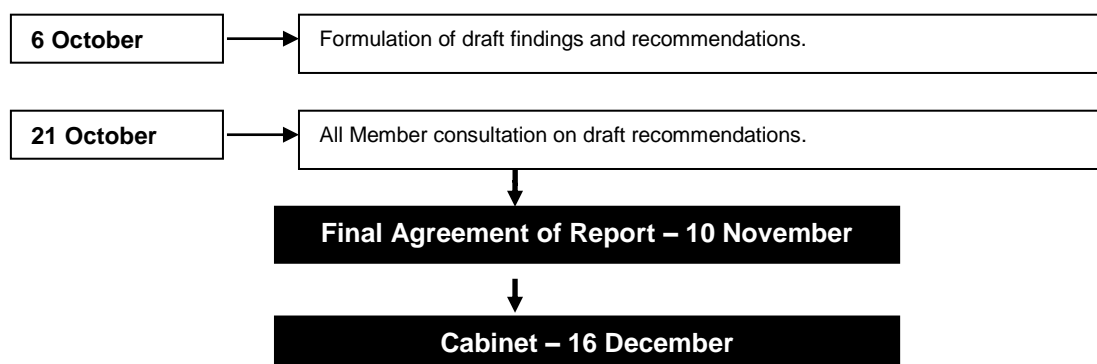 6 October
Formulation of draft findings and recommendations.
21 October
All Member consultation on draft recommendations.
Final Agreement of Report – 10 November
Cabinet – 16 December